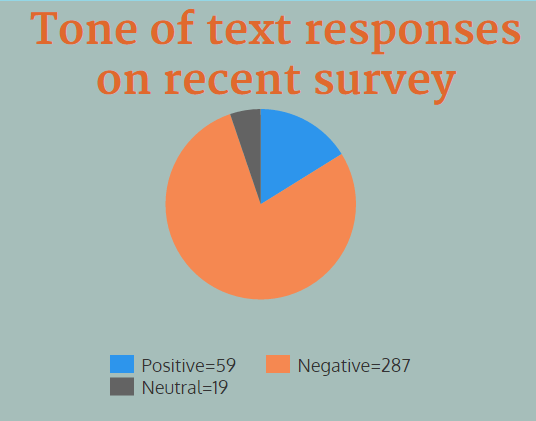 Tone of text responses
on recent survey
Positive=59 Negative=287
Neutral=19